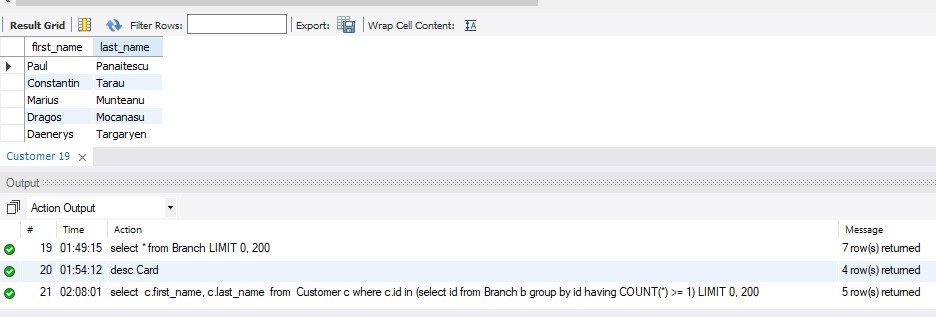 Result Grid Filter Rows: Export: Wrap Cell Content:
first_name last_name
Paul Panaitescu
Constantin Tarau
Marius Munteanu
Dragos Mocanasu
Daenerys Targaryen
Customer 19
Output
Action Output
# Time Action Message
19 01:49:15 select * from Branch LIMIT 0, 200 7 row(s) returned
20 01:54:12 desc Card 4 row(s) returned
21 02:08:01 select c.first_name, c.last_name from Customer c where c.id in (select id from Branch b group by id having COUNT(*) >= 1) LIMIT 0, 200 5 row(s) returned